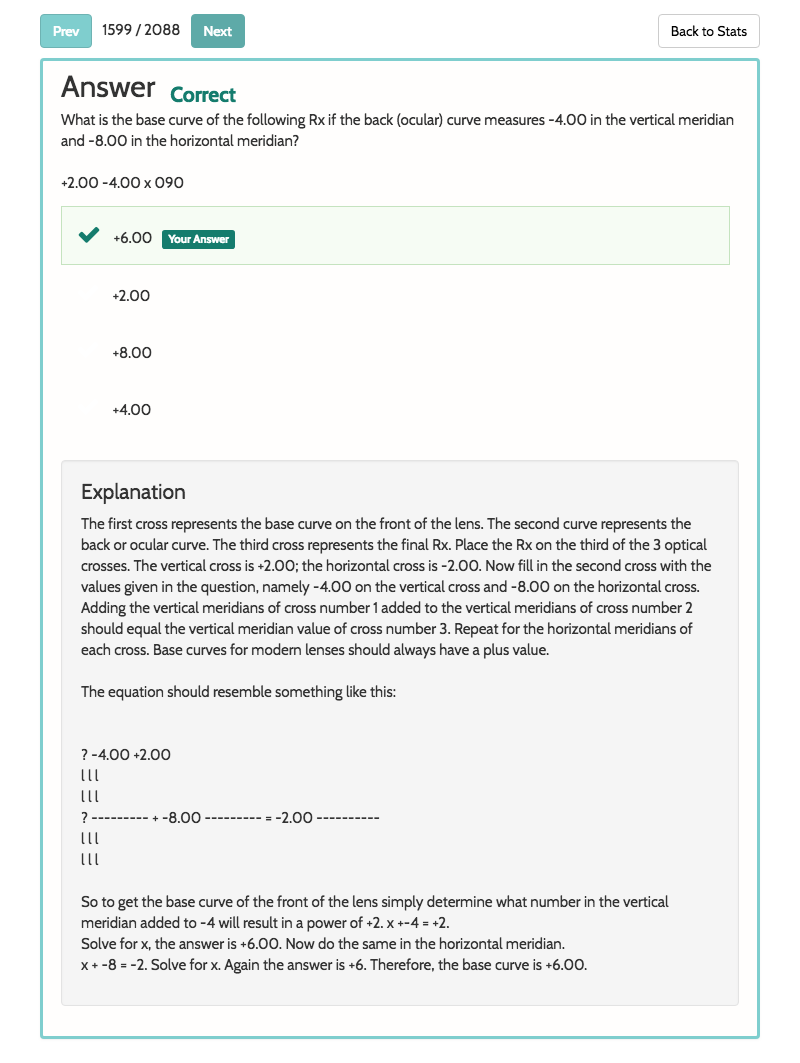 Prev 1599 / 2088 Next Back to Stats
Answer Correct
What is the base curve of the following Rx if the back (ocular) curve measures -4.00 in the vertical meridian
and -8.00 in the horizontal meridian?
+2.00 -4.00 x 090
+6.00 Your Answer
+2.00
+8.00
+4.00
Explanation
The first cross represents the base curve on the front of the lens. The second curve represents the
back or ocular curve. The third cross represents the final Rx. Place the Rx on the third of the 3 optical
crosses. The vertical cross is +2.00; the horizontal cross is -2.00. Now fill in the second cross with the
values given in the question, namely -4.00 on the vertical cross and -8.00 on the horizontal cross.
Adding the vertical meridians of cross number 1 added to the vertical meridians of cross number 2
should equal the vertical meridian value of cross number 3. Repeat for the horizontal meridians of
each cross. Base curves for modern lenses should always have a plus value.
The equation should resemble something like this:
? -4.00 +2.00
l l l
l l l
? --------- + -8.00 --------- = -2.00 ----------
l l l
l l l
So to get the base curve of the front of the lens simply determine what number in the vertical
meridian added to -4 will result in a power of +2. x +-4 = +2.
Solve for x, the answer is +6.00. Now do the same in the horizontal meridian.
x + -8 = -2. Solve for x. Again the answer is +6. Therefore, the base curve is +6.00.